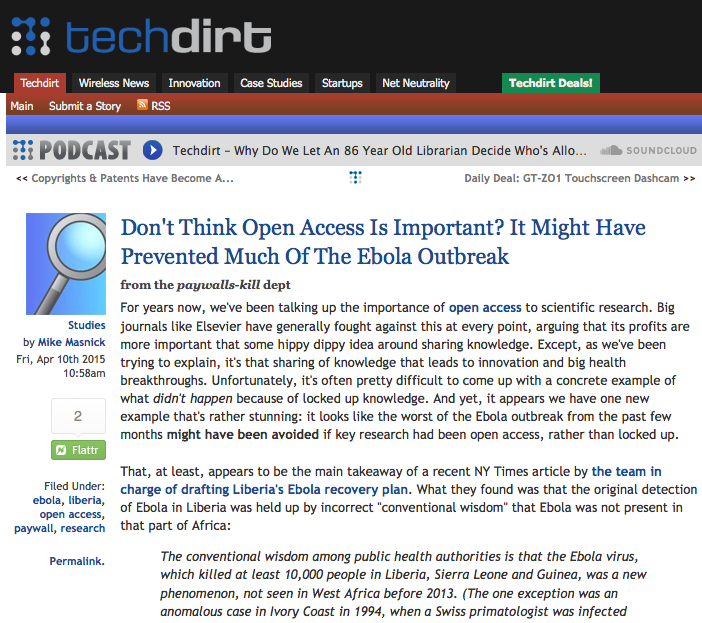 techdirt
Techdirt Wireless News Innovation Case Studies Startups Net Neutrality Techdirt Deals!
Main Submit a Story RSS
PODCAST Techdirt – Why Do We Let An 86 Year Old Librarian Decide Who's Allo... SOUNDCLOUD
<< Copyrights & Patents Have Become A... Daily Deal: GT-ZO1 Touchscreen Dashcam >>
Don't Think Open Access Is Important? It Might Have
Prevented Much Of The Ebola Outbreak
from the paywalls-kill dept
Studies
by Mike Masnick
Fri, Apr 10th 2015
10:58am
2
Flattr
Filed Under:
ebola, liberia,
open access,
paywall, research
Permalink.
For years now, we've been talking up the importance of open access to scientific research. Big
journals like Elsevier have generally fought against this at every point, arguing that its profits are
more important that some hippy dippy idea around sharing knowledge. Except, as we've been
trying to explain, it's that sharing of knowledge that leads to innovation and big health
breakthroughs. Unfortunately, it's often pretty difficult to come up with a concrete example of
what didn't happen because of locked up knowledge. And yet, it appears we have one new
example that's rather stunning: it looks like the worst of the Ebola outbreak from the past few
months might have been avoided if key research had been open access, rather than locked up.
That, at least, appears to be the main takeaway of a recent NY Times article by the team in
charge of drafting Liberia's Ebola recovery plan. What they found was that the original detection
of Ebola in Liberia was held up by incorrect "conventional wisdom" that Ebola was not present in
that part of Africa:
The conventional wisdom among public health authorities is that the Ebola virus,
which killed at least 10,000 people in Liberia, Sierra Leone and Guinea, was a new
phenomenon, not seen in West Africa before 2013. (The one exception was an
anomalous case in Ivory Coast in 1994, when a Swiss primatologist was infected